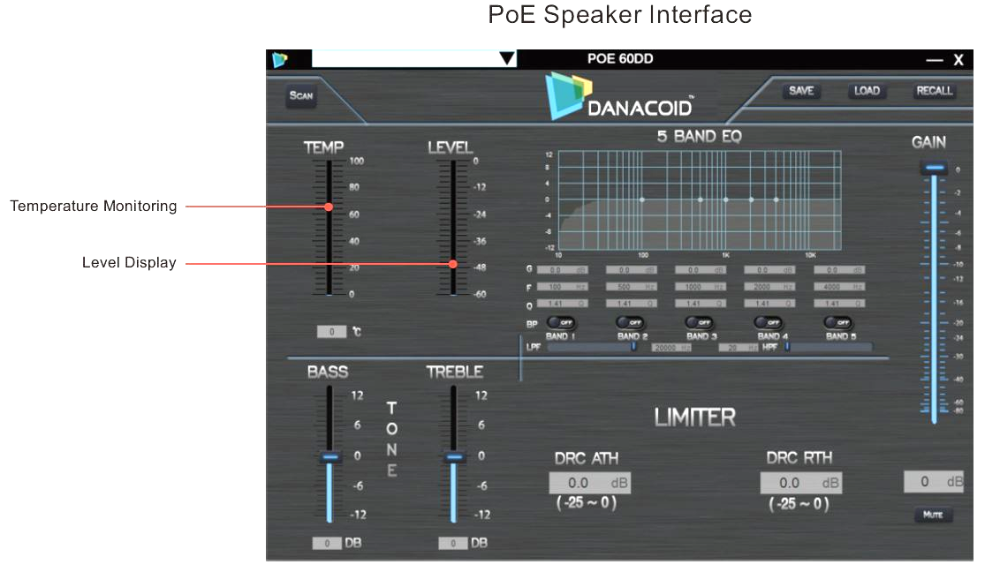 PoE Speaker Interface
POE 60DD
— X
SCAN
DANACOID™
SAVE LOAD RECALL
TEMP
100
80
60
40
20
0
0 ℃
Temperature Monitoring
Level Display
LEVEL
0
-12
-24
-36
-48
-60
5 BAND EQ
12
8
4
0
-4
-8
-12
10 100 1K 10K
G 0.0 dB 0.0 dB 0.0 dB 0.0 dB 0.0 dB
F 100 Hz 500 Hz 1000 Hz 2000 Hz 4000 Hz
Q 1.41 Q 1.41 Q 1.41 Q 1.41 Q 1.41 Q
BP OFF OFF OFF OFF OFF
BAND 1 BAND 2 BAND 3 BAND 4 BAND 5
LPF 20000 Hz 20 Hz HPF
GAIN
0
-2
-4
-6
-8
-10
-12
-16
-20
-24
-30
-40
-60
-80
0 dB
MUTE
BASS
12
6
0
-6
-12
0 DB
TONE
TREBLE
12
6
0
-6
-12
0 DB
LIMITER
DRC ATH
0.0 dB
( -25 ~ 0 )
DRC RTH
0.0 dB
( -25 ~ 0 )